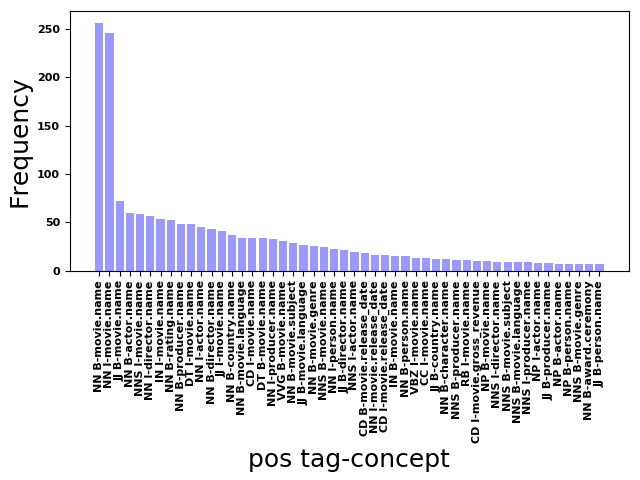 Frequency
250
200
150
100
50
0
NN B-movie.name
NN I-movie.name
JJ B-movie.name
NN B-actor.name
NNS I-movie.name
NN I-director.name
IN I-movie.name
NN B-rating.name
NN B-producer.name
DT I-movie.name
NN I-actor.name
NN B-director.name
JJ I-movie.name
NN B-country.name
NN B-movie.language
CD I-movie.name
DT B-movie.name
NN I-producer.name
VVG B-movie.name
NN B-movie.subject
JJ B-movie.language
NN B-movie.genre
NNS B-movie.name
NN I-person.name
JJ B-director.name
NNS I-actor.name
CD B-movie.release_date
NN I-movie.release_date
CD I-movie.release_date
IN B-movie.name
NN B-person.name
VBZ I-movie.name
CC I-movie.name
JJ B-country.name
NN B-character.name
NNS B-producer.name
RB I-movie.name
CD I-movie.gross_revenue
NP B-movie.name
NNS I-director.name
NNS B-movie.subject
NNS B-movie.language
NNS I-producer.name
NP I-actor.name
JJ B-producer.name
NP B-actor.name
NP B-person.name
NNS B-movie.genre
NN B-award.ceremony
JJ B-person.name
pos tag-concept